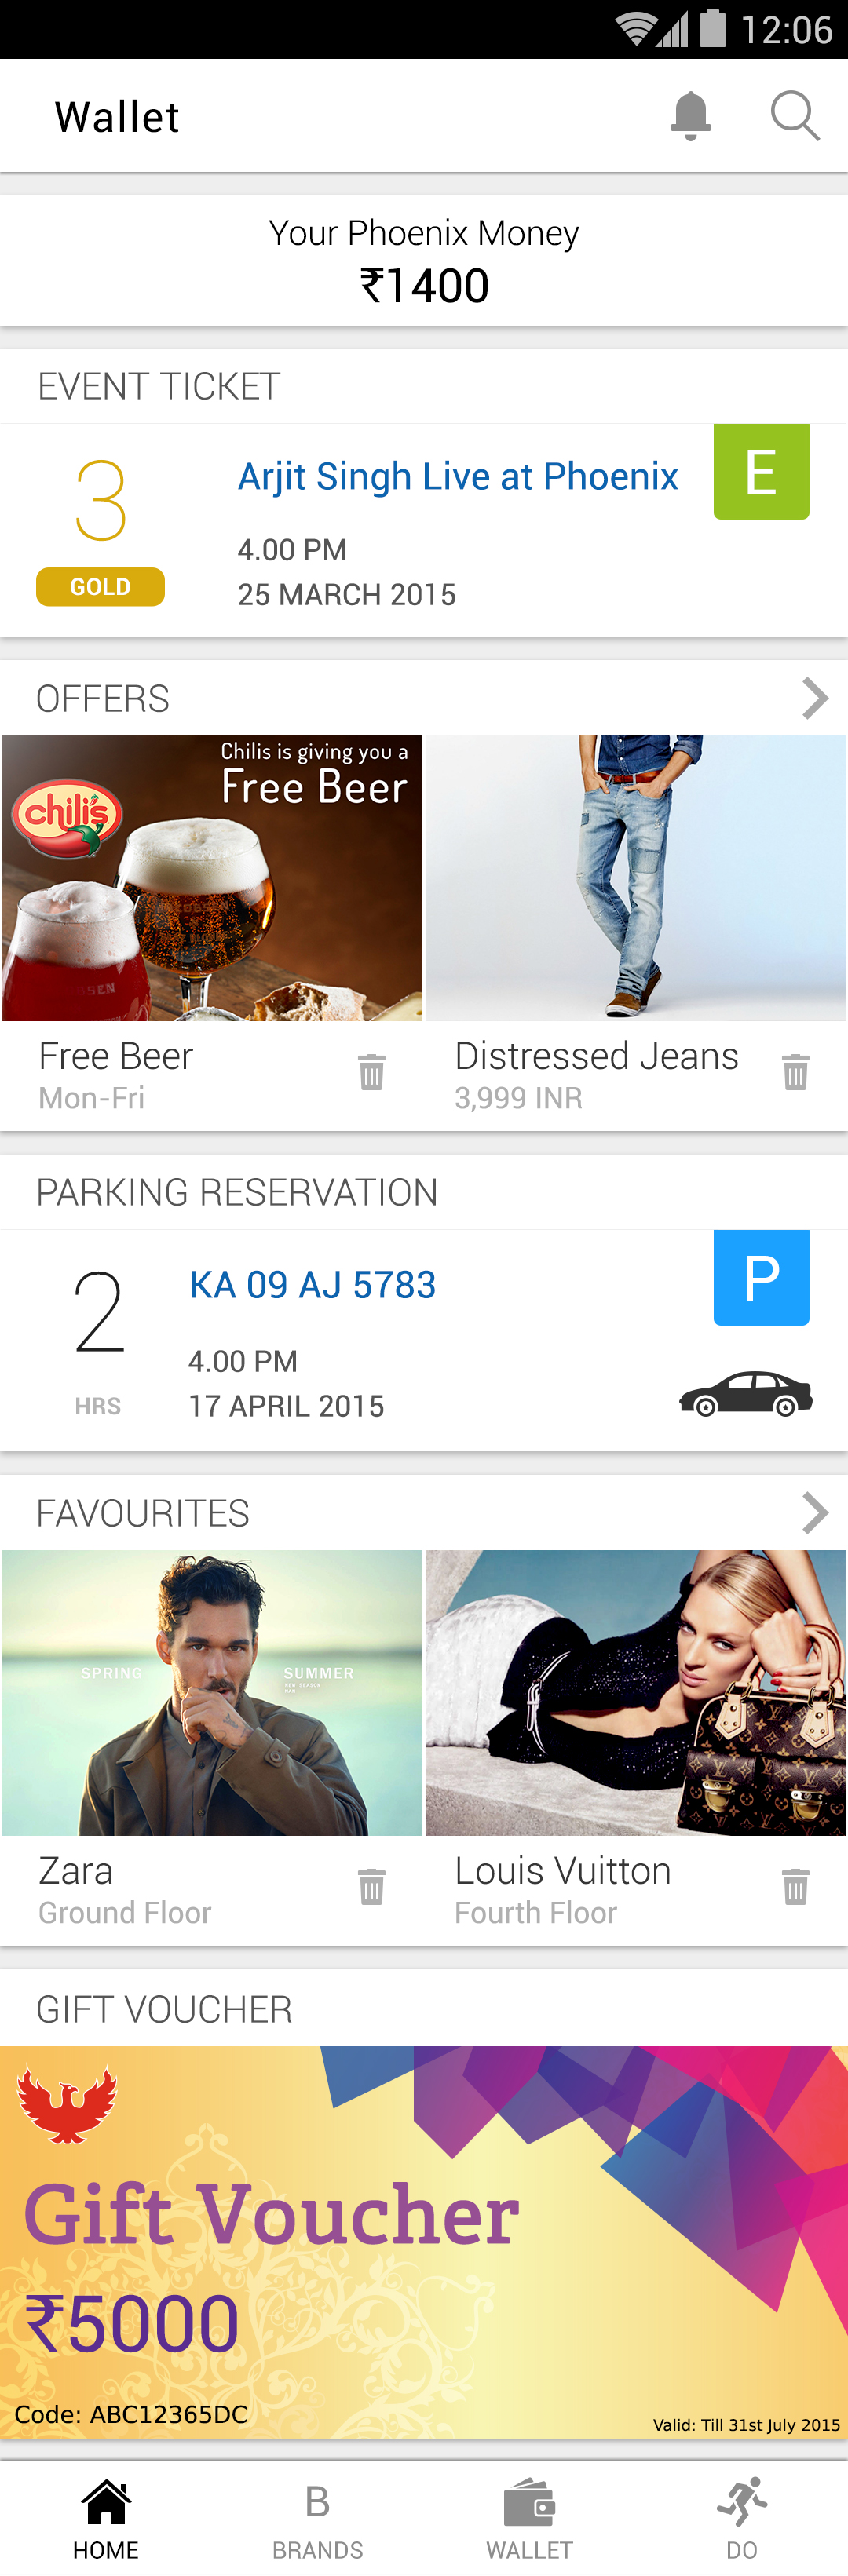 12:06
Wallet
Your Phoenix Money
₹1400
EVENT TICKET
3
GOLD
Arjit Singh Live at Phoenix
E
4.00 PM
25 MARCH 2015
OFFERS
Chilis is giving you a
Free Beer
chili's
Free Beer
Mon-Fri
Distressed Jeans
3,999 INR
PARKING RESERVATION
2
HRS
KA 09 AJ 5783
P
4.00 PM
17 APRIL 2015
FAVOURITES
SPRING SUMMER
NEW SEASON
MAN
Zara
Ground Floor
Louis Vuitton
Fourth Floor
GIFT VOUCHER
Gift Voucher
₹5000
Code: ABC12365DC
Valid: Till 31st July 2015
B
HOME
BRANDS
WALLET
DO